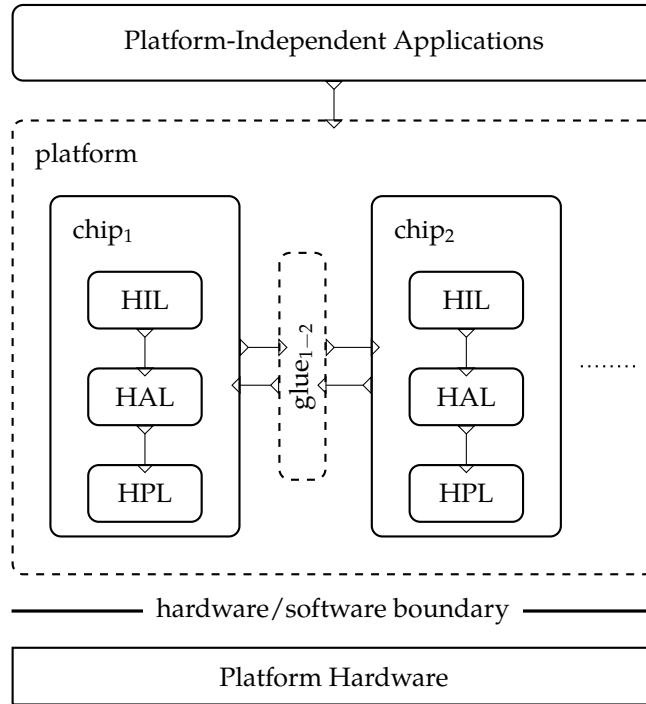 Platform-Independent Applications
platform
chip₁
HIL
HAL
HPL
glue₁₋₂
chip₂
HIL
HAL
HPL
........
hardware/software boundary
Platform Hardware